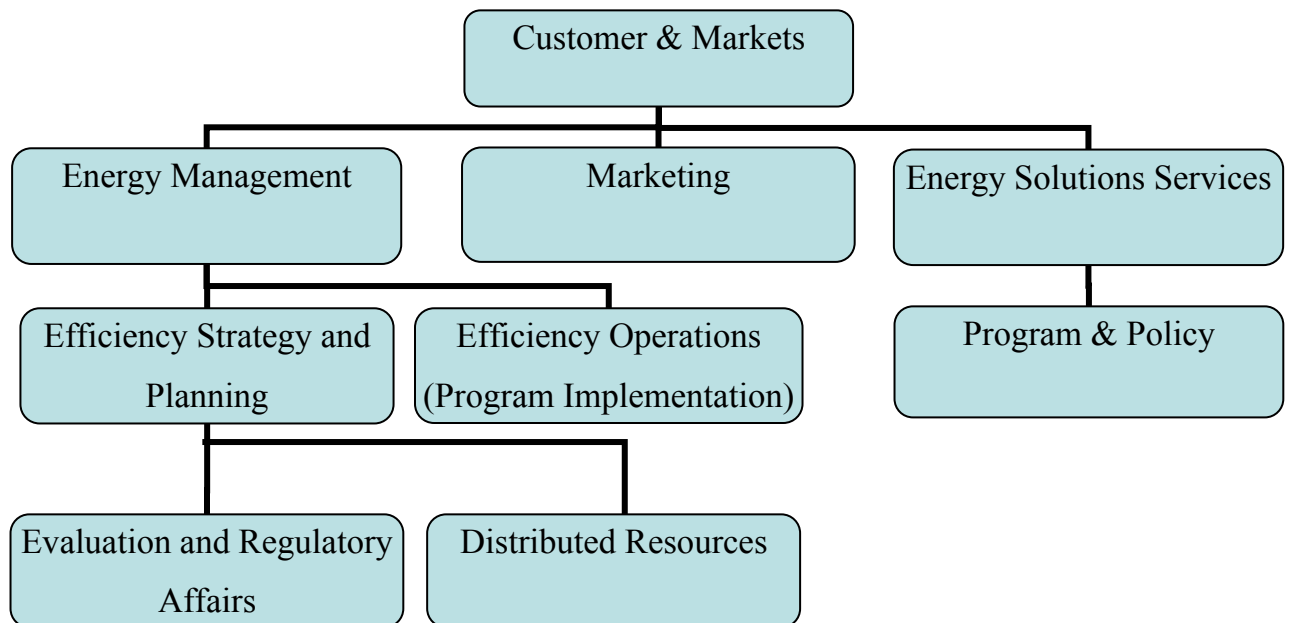 Customer & Markets
Energy Management
Marketing
Energy Solutions Services
Efficiency Strategy and
Planning
Efficiency Operations
(Program Implementation)
Program & Policy
Evaluation and Regulatory
Affairs
Distributed Resources